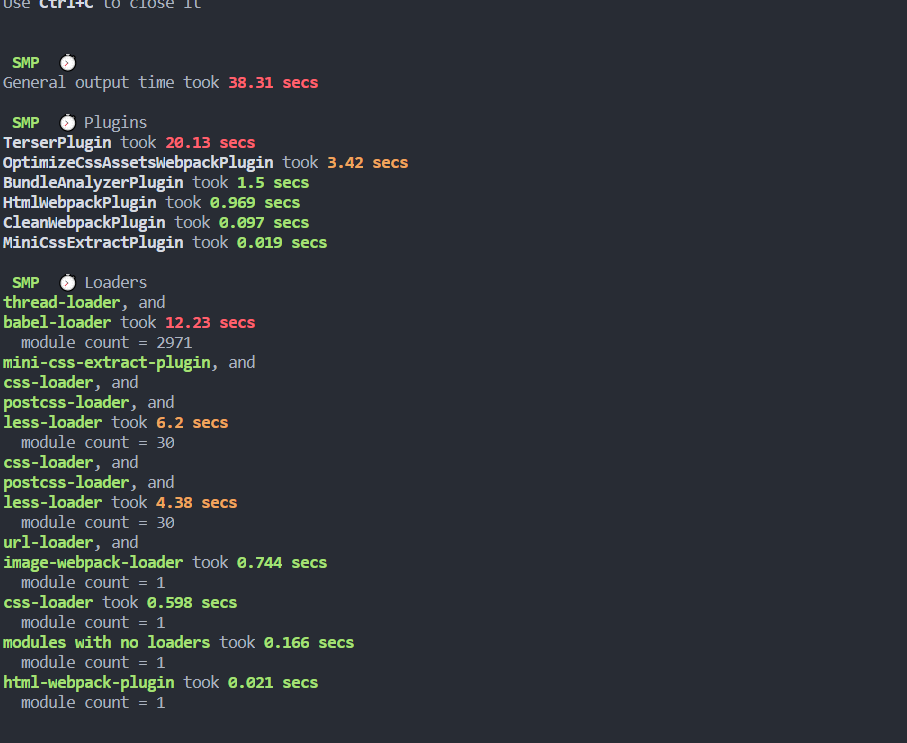 Use Ctrl+C to close it
SMP
General output time took 38.31 secs
SMP Plugins
TerserPlugin took 20.13 secs
OptimizeCssAssetsWebpackPlugin took 3.42 secs
BundleAnalyzerPlugin took 1.5 secs
HtmlWebpackPlugin took 0.969 secs
CleanWebpackPlugin took 0.097 secs
MiniCssExtractPlugin took 0.019 secs
SMP Loaders
thread-loader, and
babel-loader took 12.23 secs
module count = 2971
mini-css-extract-plugin, and
css-loader, and
postcss-loader, and
less-loader took 6.2 secs
module count = 30
css-loader, and
postcss-loader, and
less-loader took 4.38 secs
module count = 30
url-loader, and
image-webpack-loader took 0.744 secs
module count = 1
css-loader took 0.598 secs
module count = 1
modules with no loaders took 0.166 secs
module count = 1
html-webpack-plugin took 0.021 secs
module count = 1